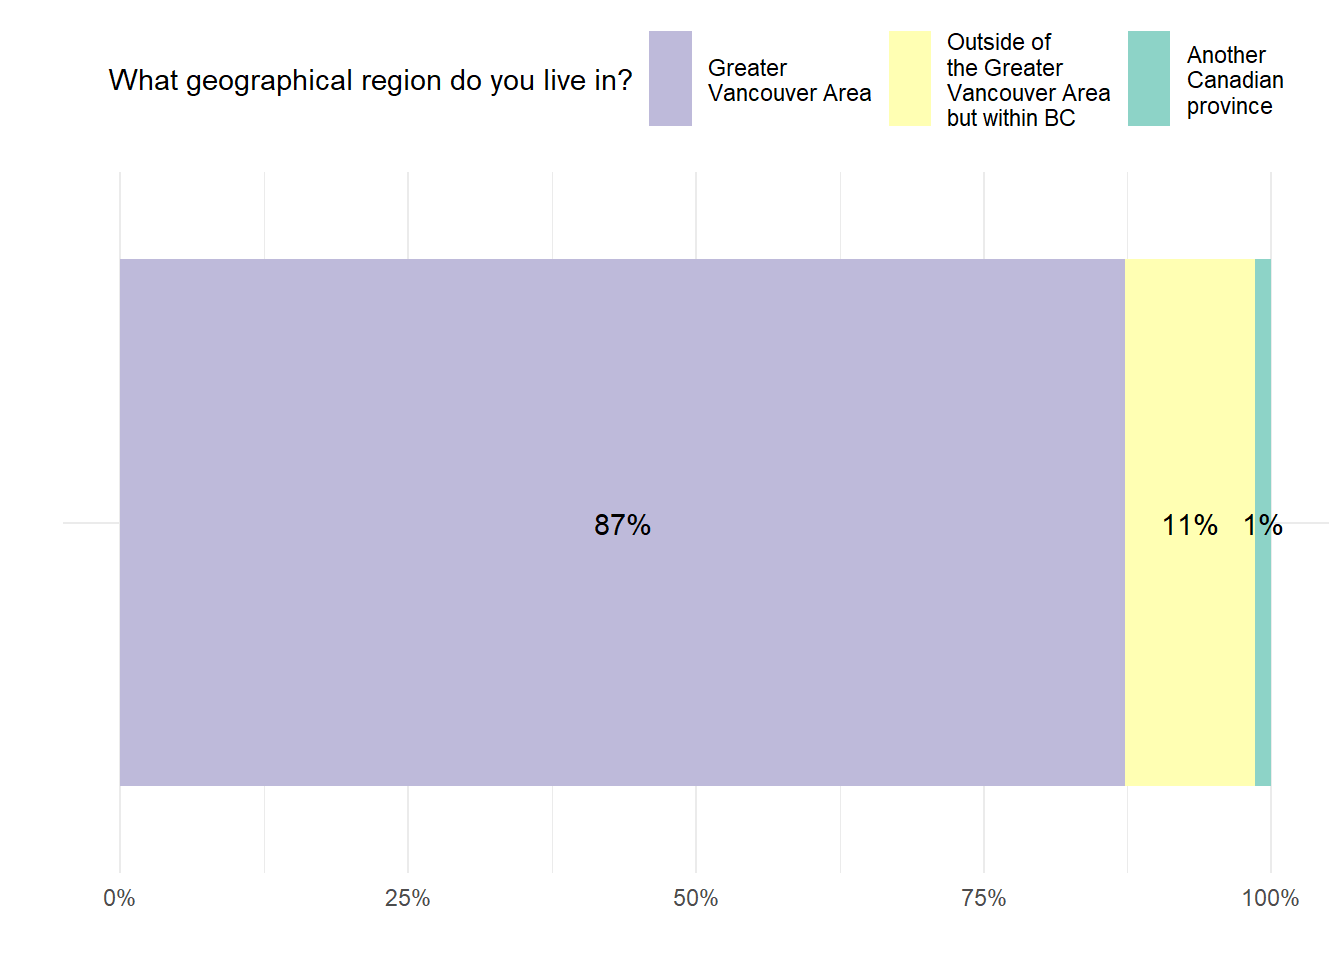 What geographical region do you live in?
Greater
Vancouver Area
Outside of
the Greater
Vancouver Area
but within BC
Another
Canadian
province
87%
11%
1%
0%
25%
50%
75%
100%